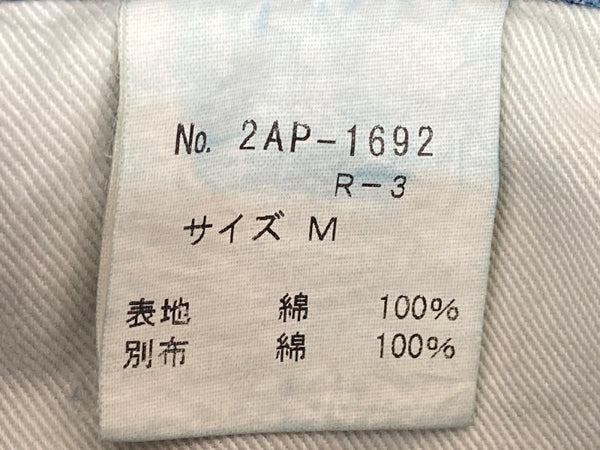 No. 2AP-1692
R-3
サイズ M
表地 綿 100%
別布 綿 100%